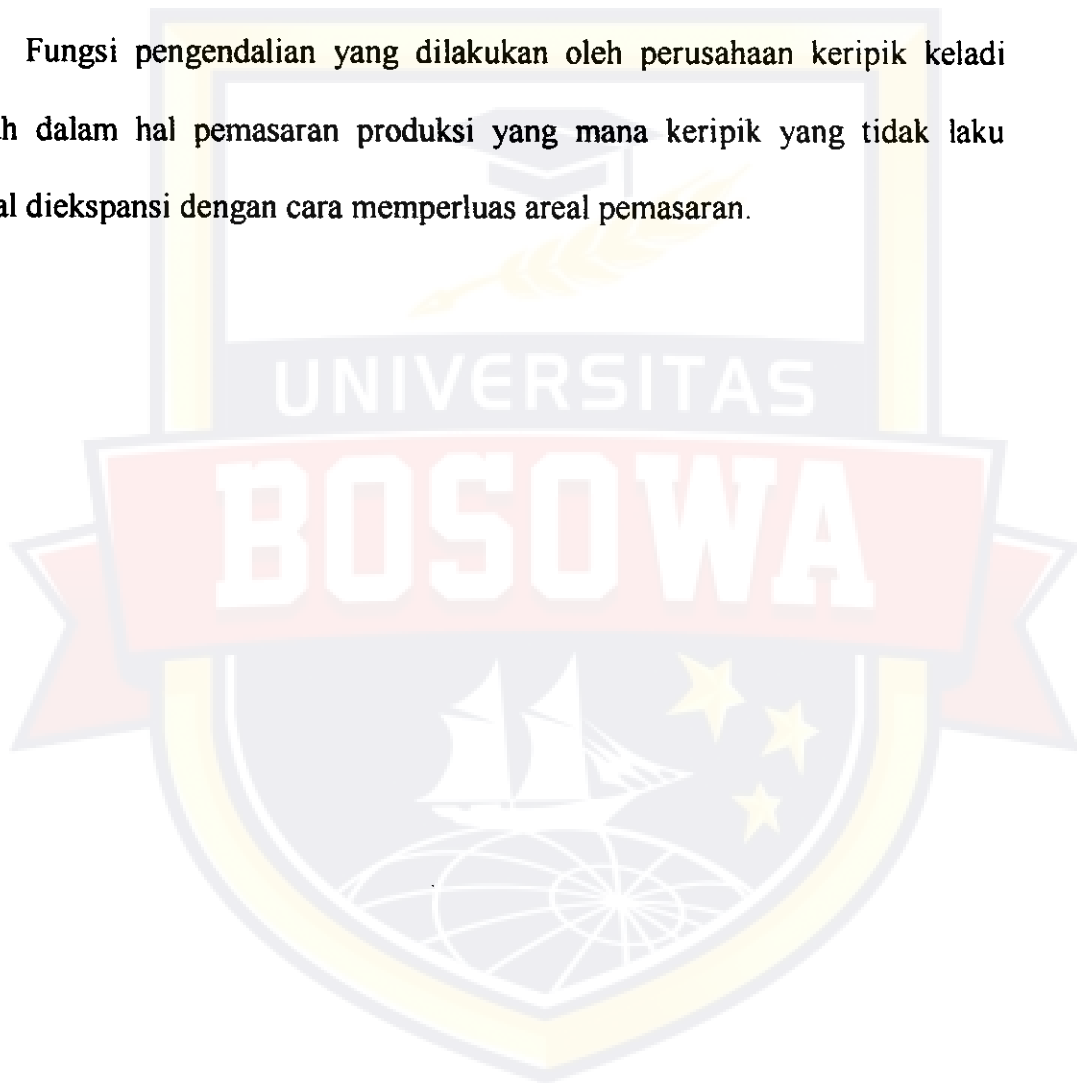 Fungsi pengendalian yang dilakukan oleh perusahaan keripik keladi
dalam hal pemasaran produksi yang mana keripik yang tidak laku
diekspansi dengan cara memperluas areal pemasaran.
UNIVERSITAS
BOSOWA